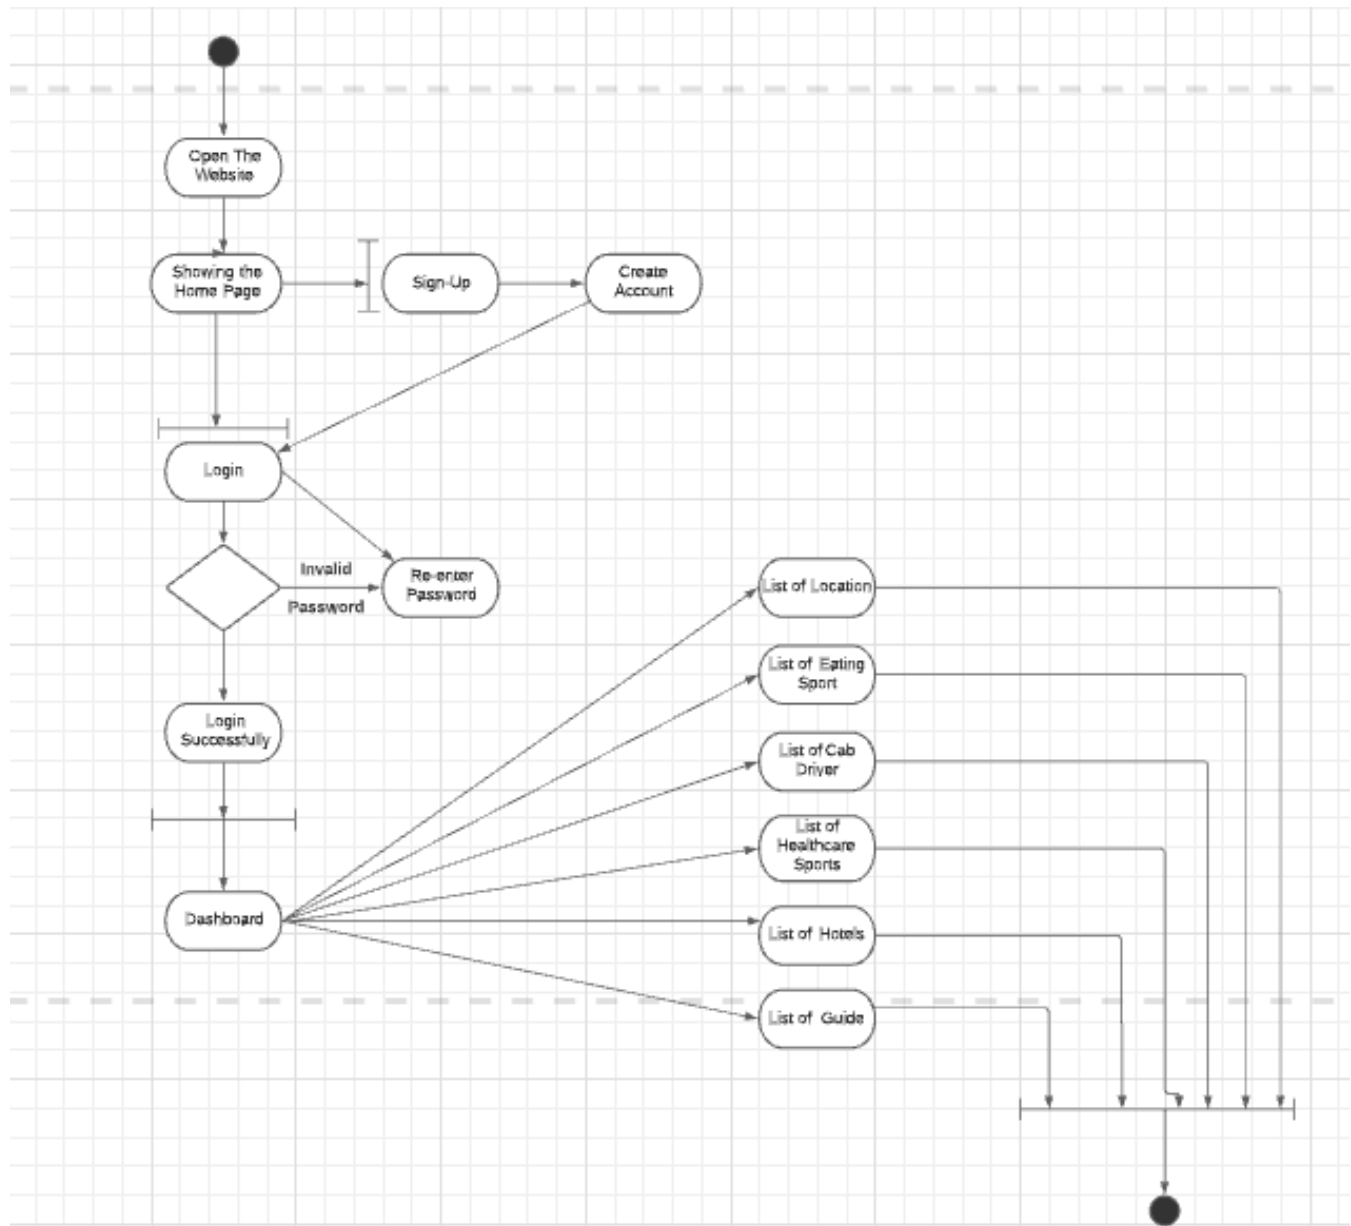 Open The
Website
Showing the
Home Page
Sign-Up
Create
Account
Login
Invalid
Password
Re-enter
Password
Login
Successfully
Dashboard
List of Location
List of Eating
Sport
List of Cab
Driver
List of
Healthcare
Sports
List of Hotels
List of Guide